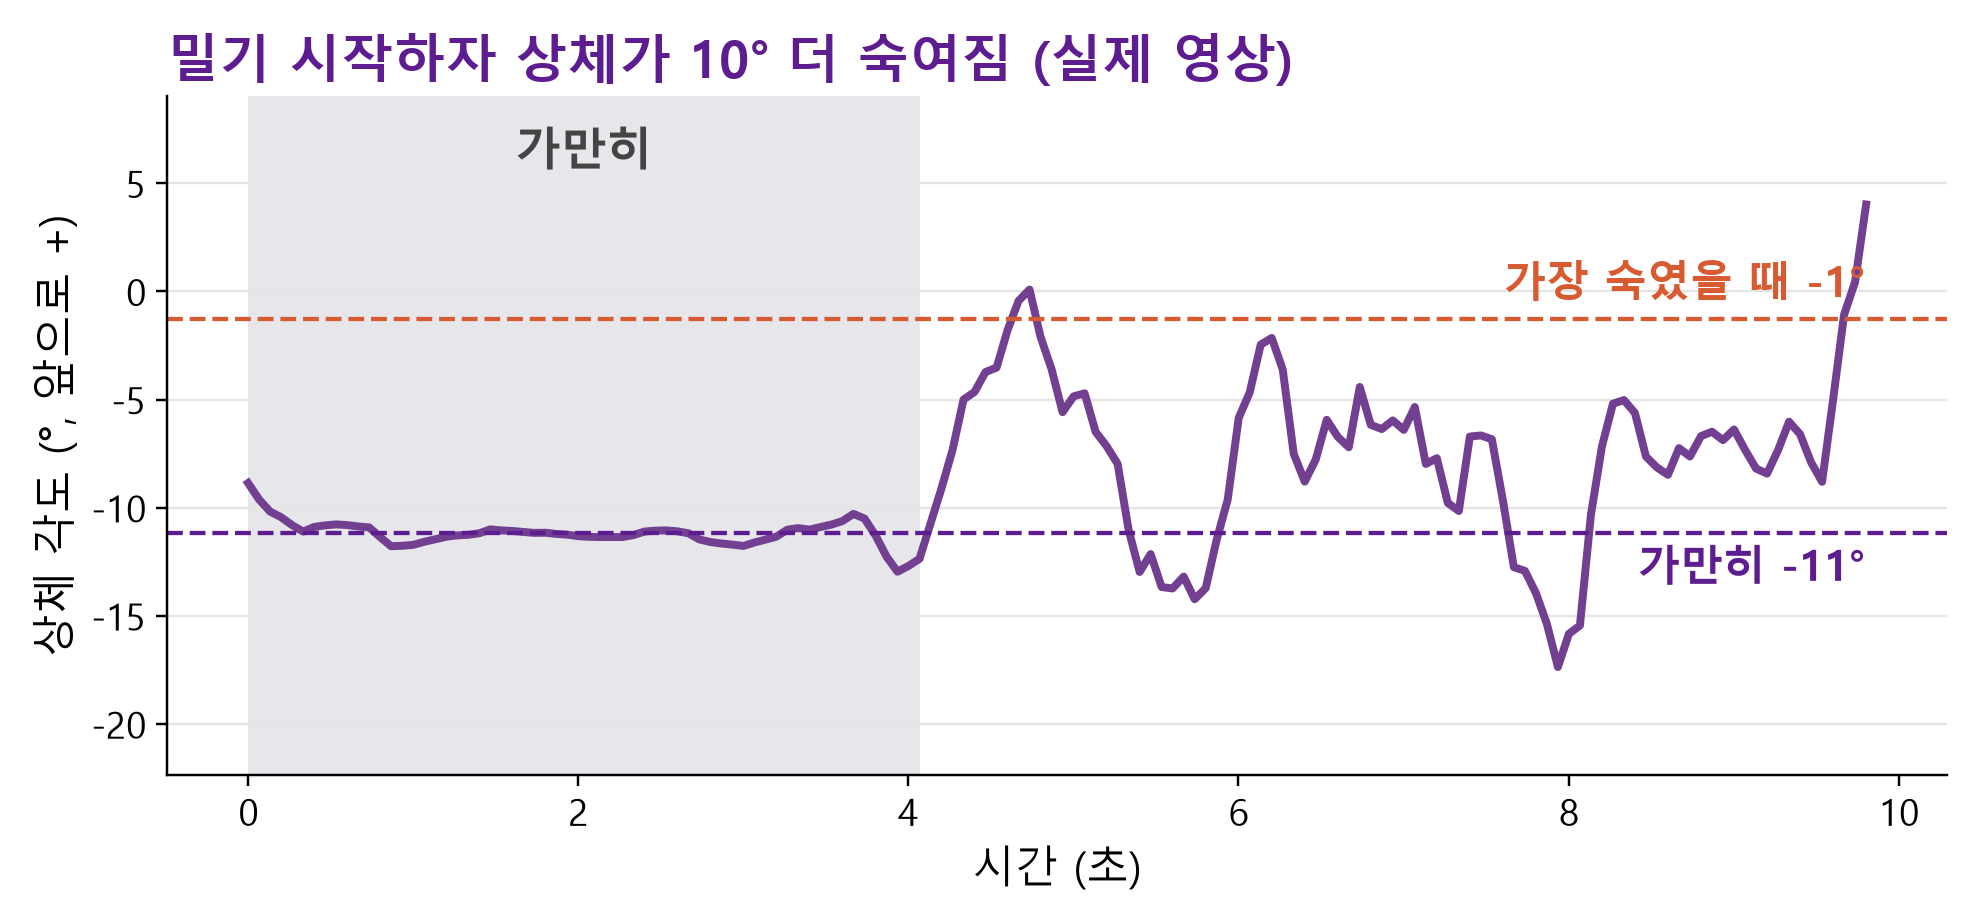 밀기 시작하자 상체가 10° 더 숙여짐 (실제 영상)
가만히
상체 각도 (°, 앞으로 +)
5
0
-5
-10
-15
-20
가장 숙였을 때 -1°
가만히 -11°
0 2 4 6 8 10
시간 (초)